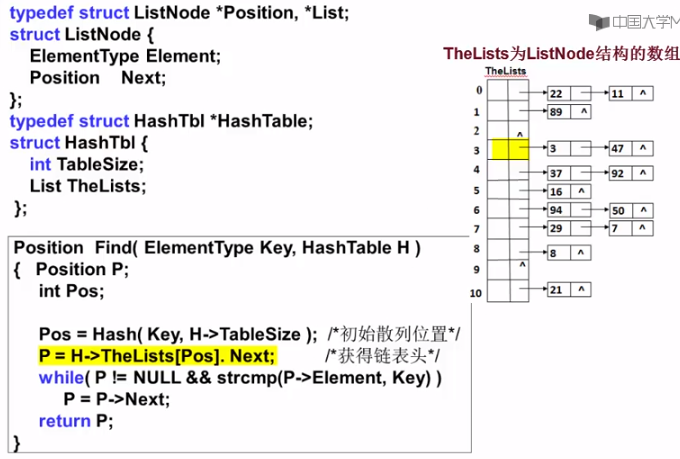 typedef struct ListNode *Position, *List;
struct ListNode {
ElementType Element;
Position Next;
};
typedef struct HashTbl *HashTable;
struct HashTbl {
int TableSize;
List TheLists;
};
Position Find( ElementType Key, HashTable H )
{ Position P;
int Pos;
Pos = Hash( Key, H->TableSize ); /*初始散列位置*/
P = H->TheLists[Pos]. Next; /*获得链表头*/
while( P != NULL && strcmp(P->Element, Key) )
P = P->Next;
return P;
}
中国大学M
TheLists为ListNode结构的数组
TheLists
0 22 11 ^
1 89 ^
2 ^
3 3 47 ^
4 37 92 ^
5 16 ^
6 94 50 ^
7 29 7 ^
8 8 ^
9 ^
10 21 ^